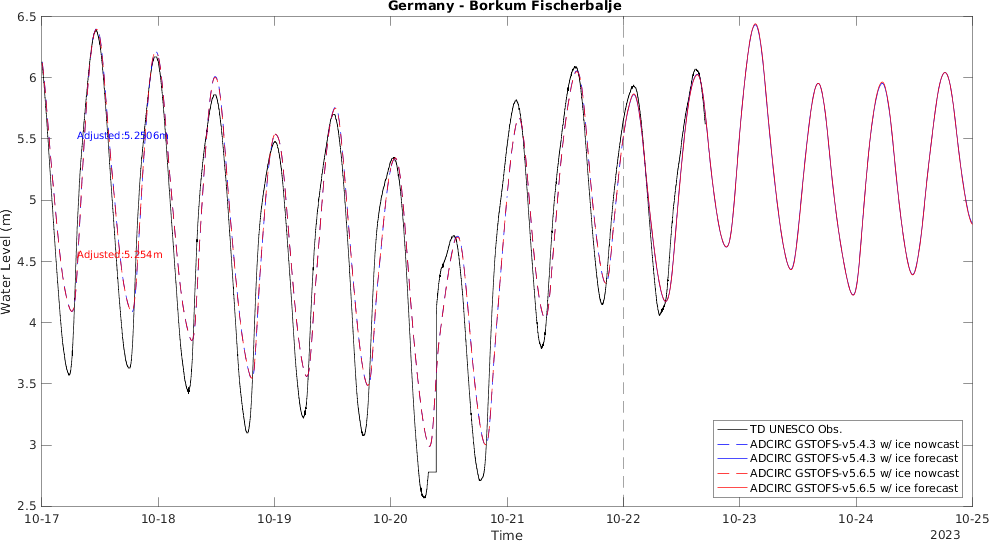 Germany - Borkum Fischerbalje
6.5
6
5.5
5
4.5
4
3.5
3
2.5
Water Level (m)
Adjusted:5.2506m
Adjusted:5.254m
TD UNESCO Obs.
ADCIRC GSTOFS-v5.4.3 w/ ice nowcast
ADCIRC GSTOFS-v5.4.3 w/ ice forecast
ADCIRC GSTOFS-v5.6.5 w/ ice nowcast
ADCIRC GSTOFS-v5.6.5 w/ ice forecast
10-17 10-18 10-19 10-20 10-21 10-22 10-23 10-24 10-25
Time
2023